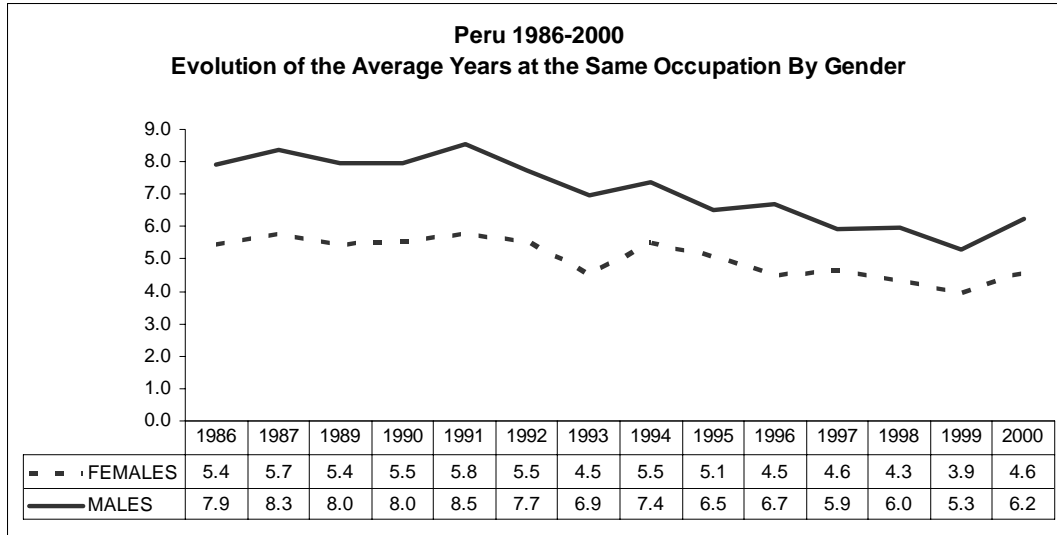 Peru 1986-2000
Evolution of the Average Years at the Same Occupation By Gender
9.0
8.0
7.0
6.0
5.0
4.0
3.0
2.0
1.0
0.0
1986 1987 1989 1990 1991 1992 1993 1994 1995 1996 1997 1998 1999 2000
FEMALES 5.4 5.7 5.4 5.5 5.8 5.5 4.5 5.5 5.1 4.5 4.6 4.3 3.9 4.6
MALES 7.9 8.3 8.0 8.0 8.5 7.7 6.9 7.4 6.5 6.7 5.9 6.0 5.3 6.2